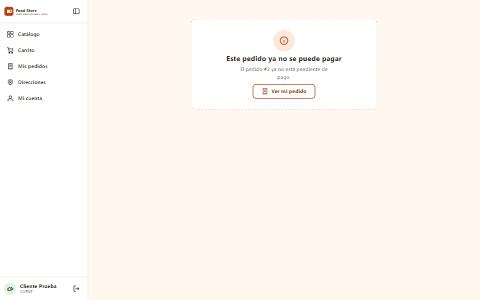 Food Store
Catálogo
Carrito
Mis pedidos
Direcciones
Mi cuenta
Este pedido ya no se puede pagar
El pedido #2 ya no está pendiente de
pago.
Ver mi pedido
Cliente Prueba
CLIENT